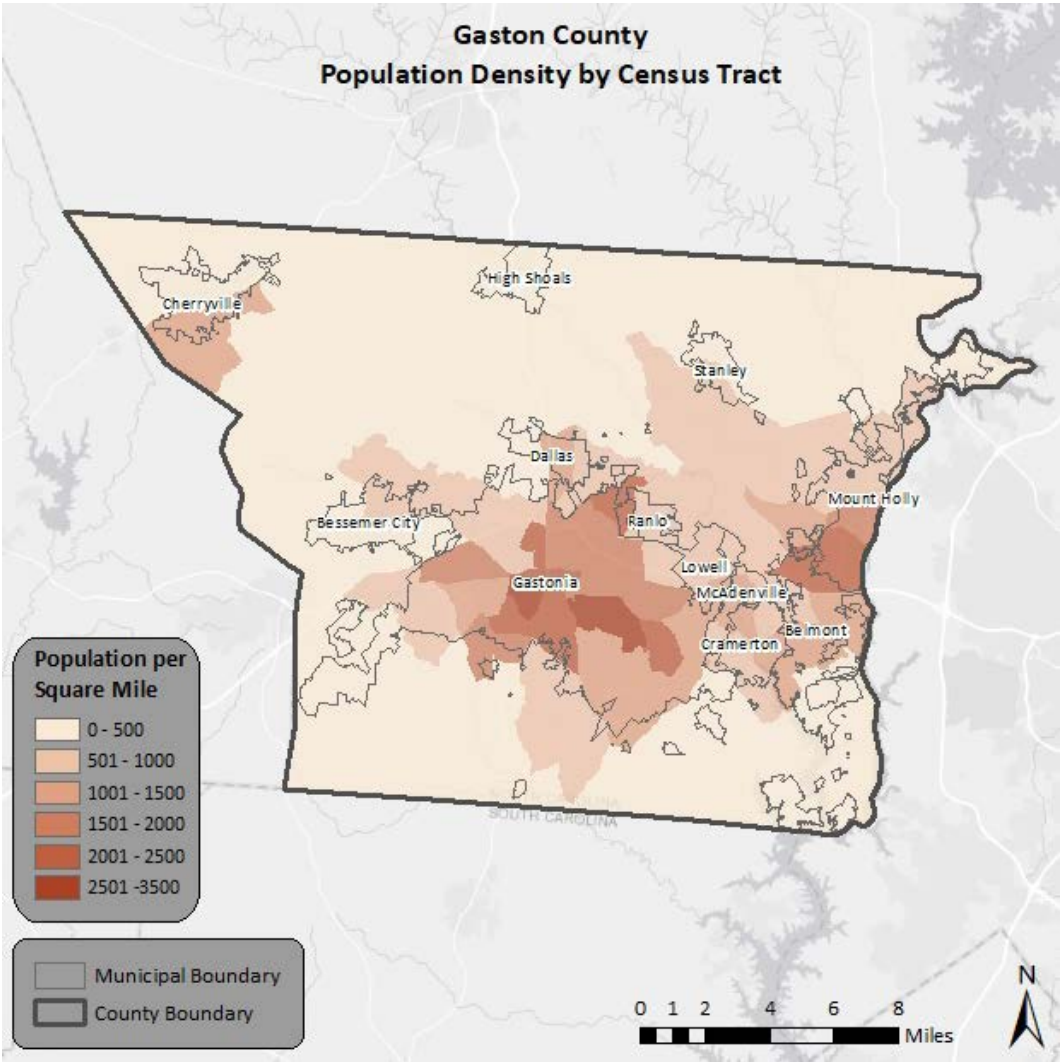 Gaston County
Population Density by Census Tract
High Shoals
Cherryville
Stanley
Dallas
Mount Holly
Bessemer City
Ranlo
Lowell
Gastonia
McAdenville
Belmont
Cramerton
SOUTH CAROLINA
Population per
Square Mile
0 - 500
501 - 1000
1001 - 1500
1501 - 2000
2001 - 2500
2501 -3500
Municipal Boundary
County Boundary
0 1 2 4 6 8
Miles
N